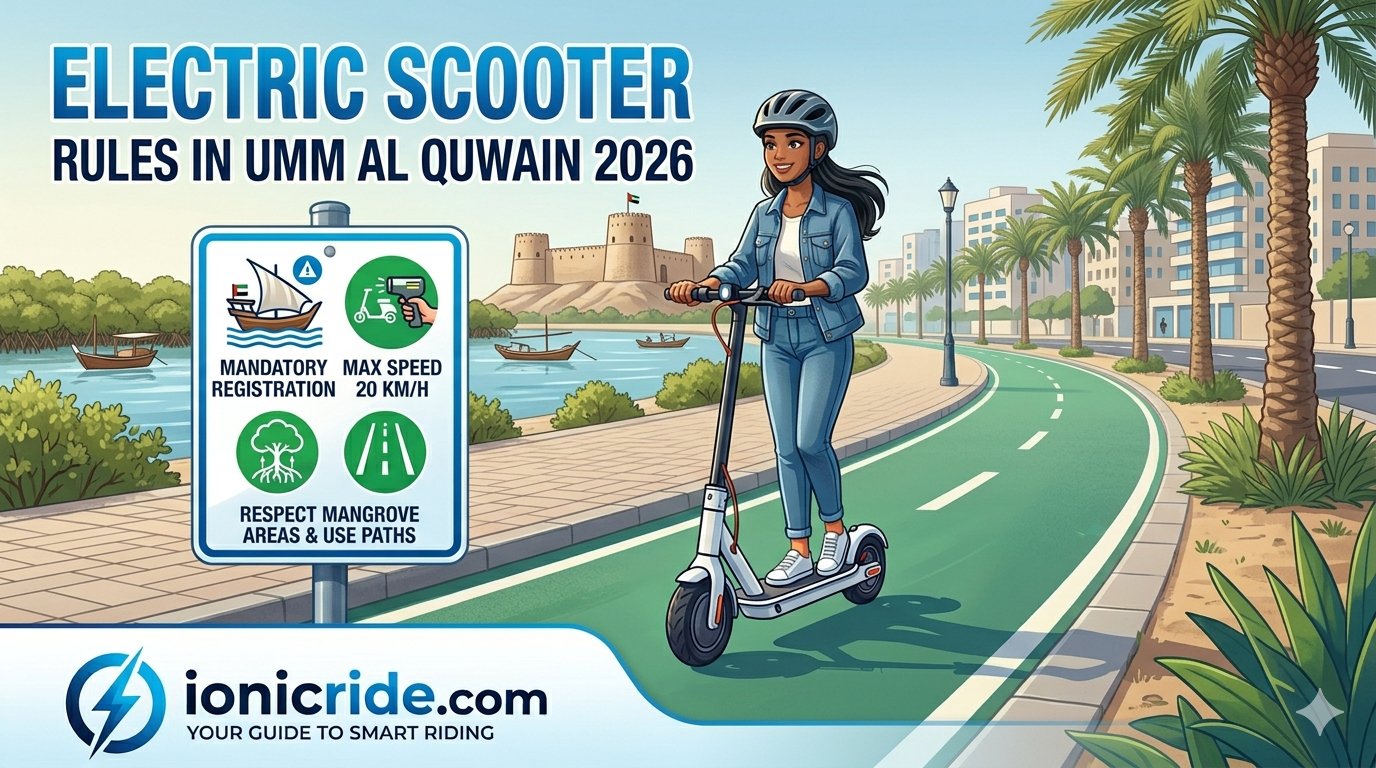 ELECTRIC SCOOTER
RULES IN UMM AL QUWAIN 2026
MANDATORY
REGISTRATION
MAX SPEED
20 KM/H
RESPECT MANGROVE
AREAS & USE PATHS
ionicride.com
YOUR GUIDE TO SMART RIDING